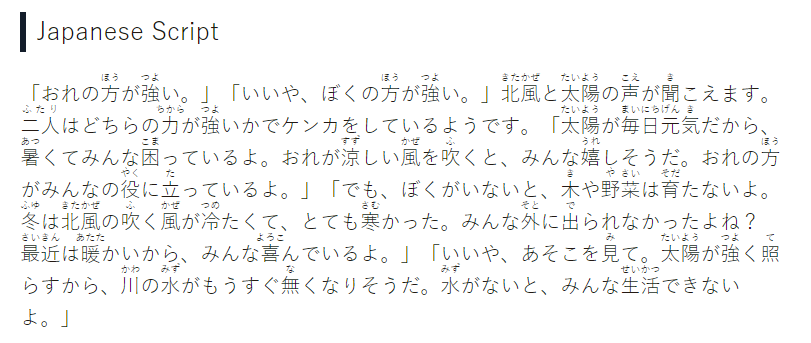 Japanese Script
「おれの方が強い。」「いいや、ぼくの方が強い。」北風と太陽の声が聞こえます。
二人はどちらの力が強いかでケンカをしているようです。「太陽が毎日元気だから、
暑くてみんな困っているよ。おれが涼しい風を吹くと、みんな嬉しそうだ。おれの方
がみんなの役に立っているよ。」「でも、ぼくがいないと、木や野菜は育たないよ。
冬は北風の吹く風が冷たくて、とても寒かった。みんな外に出られなかったよね？
最近は暖かいから、みんな喜んでいるよ。」「いいや、あそこを見て。太陽が強く照
らすから、川の水がもうすぐ無くなりそうだ。水がないと、みんな生活できない
よ。」